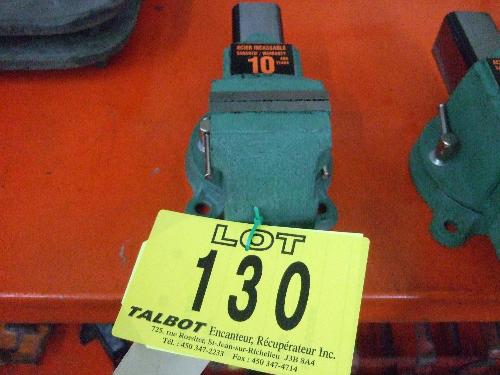 ACIER INCASSABLE
GARANTIE / WARRANTY
10 ANS
YEARS
LOT
130
TALBOT Encanteur, Récupérateur Inc.
725, rue Rossiter, St-Jean-sur-Richelieu J3B 8A4
Tél.: 450 347-2233 Fax: 450 347-4714